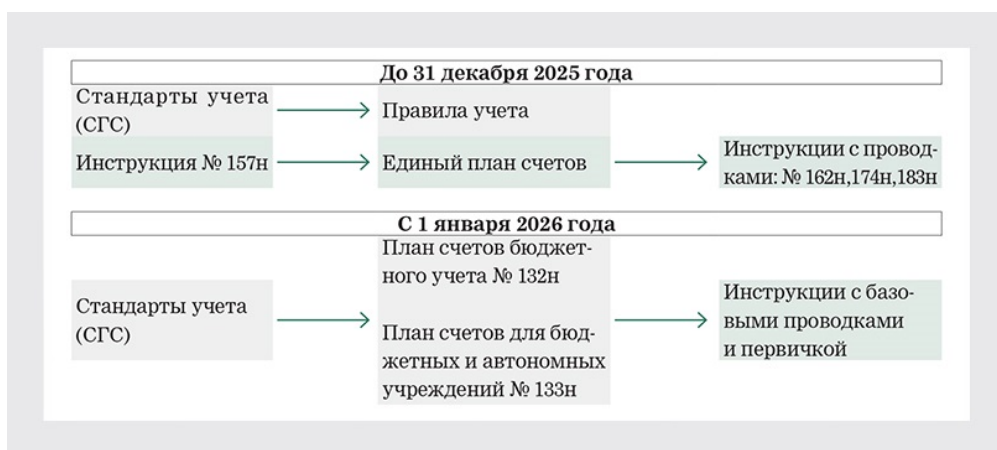 До 31 декабря 2025 года
Стандарты учета
(СГС)
Правила учета
Инструкция № 157н
Единый план счетов
Инструкции с провод-
ками: № 162н,174н,183н
С 1 января 2026 года
Стандарты учета
(СГС)
План счетов бюджет-
ного учета № 132н
План счетов для бюд-
жетных и автономных
учреждений № 133н
Инструкции с базо-
выми проводками
и первичкой